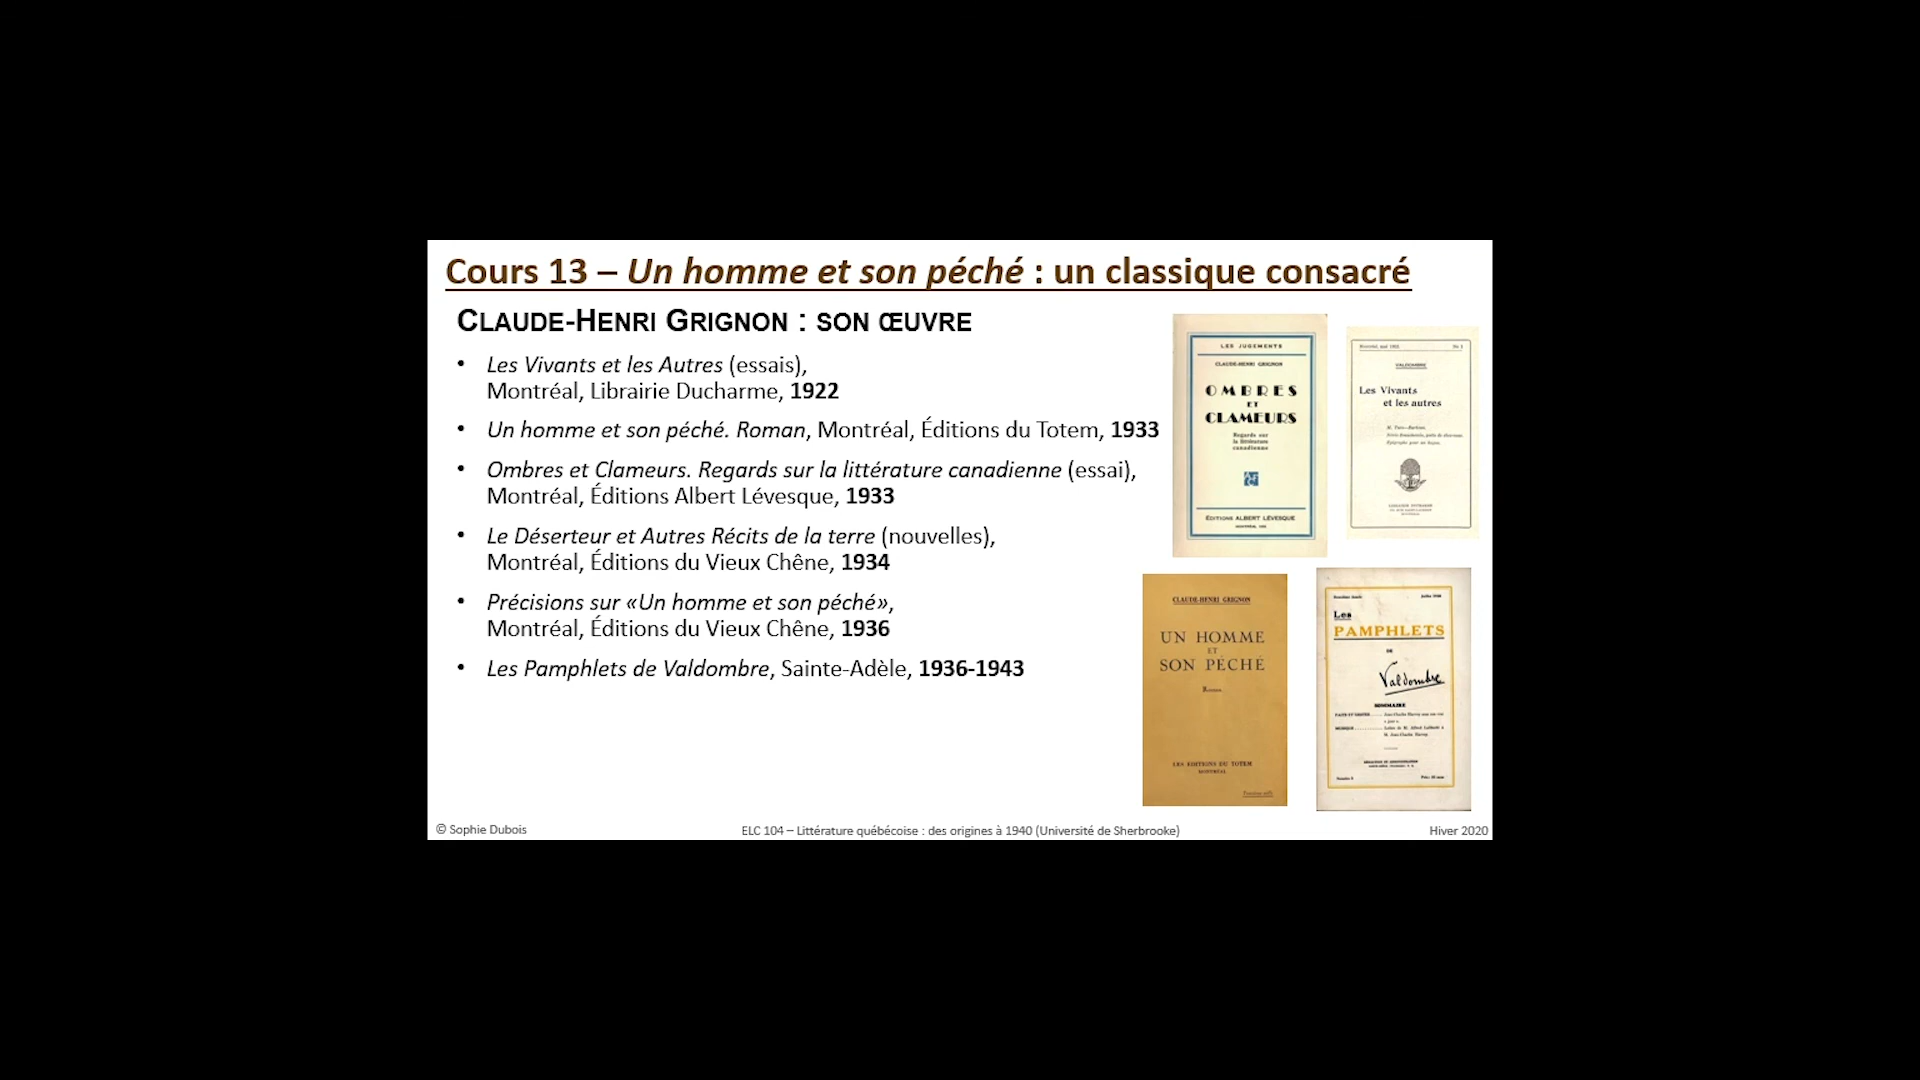 Cours 13 – Un homme et son péché : un classique consacré
CLAUDE-HENRI GRIGNON : SON ŒUVRE
• Les Vivants et les Autres (essais),
Montréal, Librairie Ducharme, 1922
• Un homme et son péché. Roman, Montréal, Éditions du Totem, 1933
• Ombres et Clameurs. Regards sur la littérature canadienne (essai),
Montréal, Éditions Albert Lévesque, 1933
• Le Déserteur et Autres Récits de la terre (nouvelles),
Montréal, Éditions du Vieux Chêne, 1934
• Précisions sur «Un homme et son péché»,
Montréal, Éditions du Vieux Chêne, 1936
• Les Pamphlets de Valdombre, Sainte-Adèle, 1936-1943
LES JUGEMENTS
CLAUDE-HENRI GRIGNON
OMBRES
ET
CLAMEURS
Regards sur
la littérature
canadienne
ÉDITIONS ALBERT LÉVESQUE
VALDOMBRE
Les Vivants
et les autres
CLAUDE-HENRI GRIGNON
UN HOMME
ET
SON PÉCHÉ
Roman
LES ÉDITIONS DU TOTEM
MONTRÉAL
Les
PAMPHLETS
DE
Valdombre
SOMMAIRE
© Sophie Dubois
ELC 104 – Littérature québécoise : des origines à 1940 (Université de Sherbrooke)
Hiver 2020